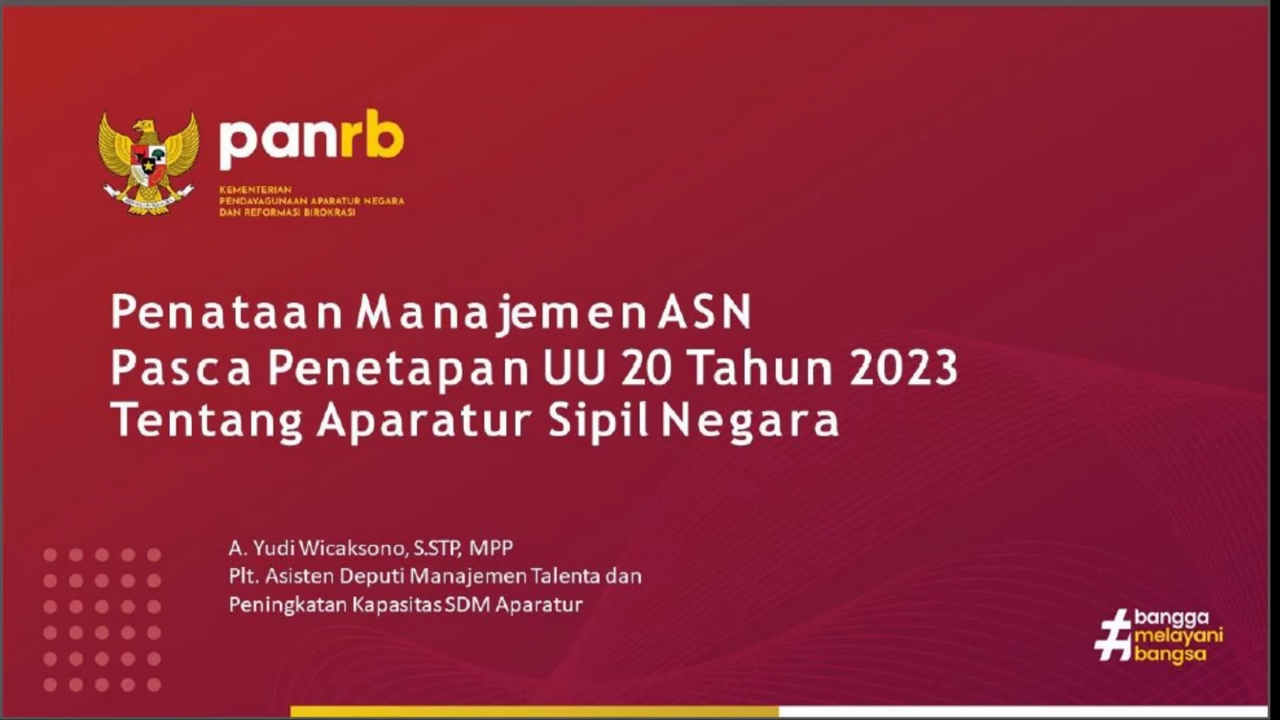 panrb
KEMENTERIAN
PENDAYAGUNAAN APARATUR NEGARA
DAN REFORMASI BIROKRASI
Penataan Manajemen ASN
Pasca Penetapan UU 20 Tahun 2023
Tentang Aparatur Sipil Negara
A. Yudi Wicaksono, S.STP, MPP
Plt. Asisten Deputi Manajemen Talenta dan
Peningkatan Kapasitas SDM Aparatur
#bangga
melayani
bangsa